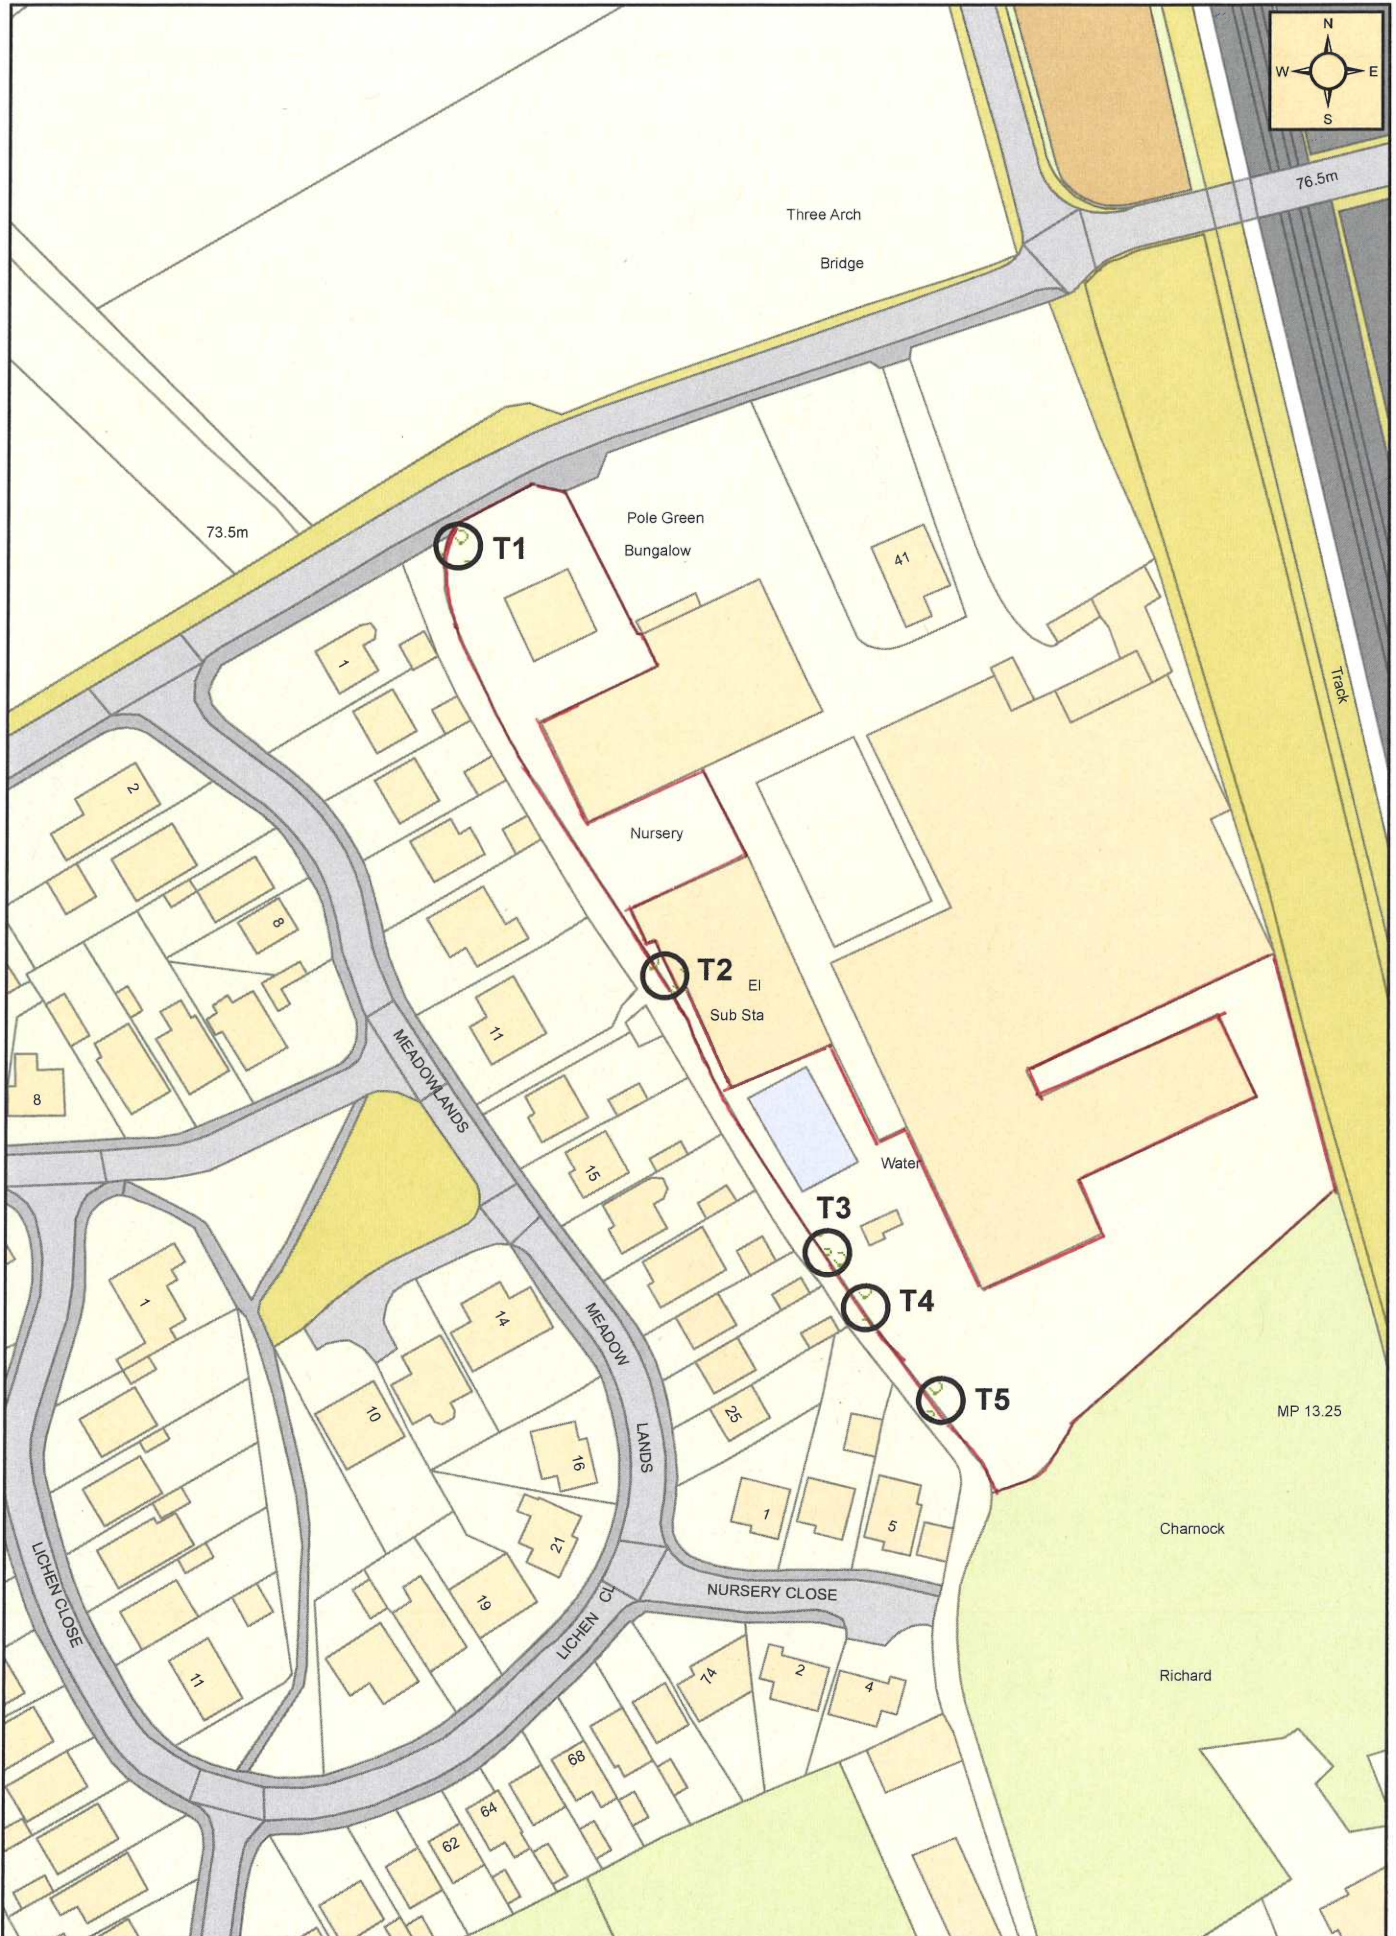 N
W E
S
76.5m
Three Arch
Bridge
73.5m
Pole Green
Bungalow
T1
41
1
Track
2
Nursery
8
T2
El
Sub Sta
11
MEADOWLANDS
8
15
Water
T3
T4
1
14
MEADOW
T5
10
25
MP 13.25
LANDS
16
1
5
21
Charnock
LICHEN CLOSE
NURSERY CLOSE
19
LICHEN CL
11
74
2
4
Richard
68
64
62